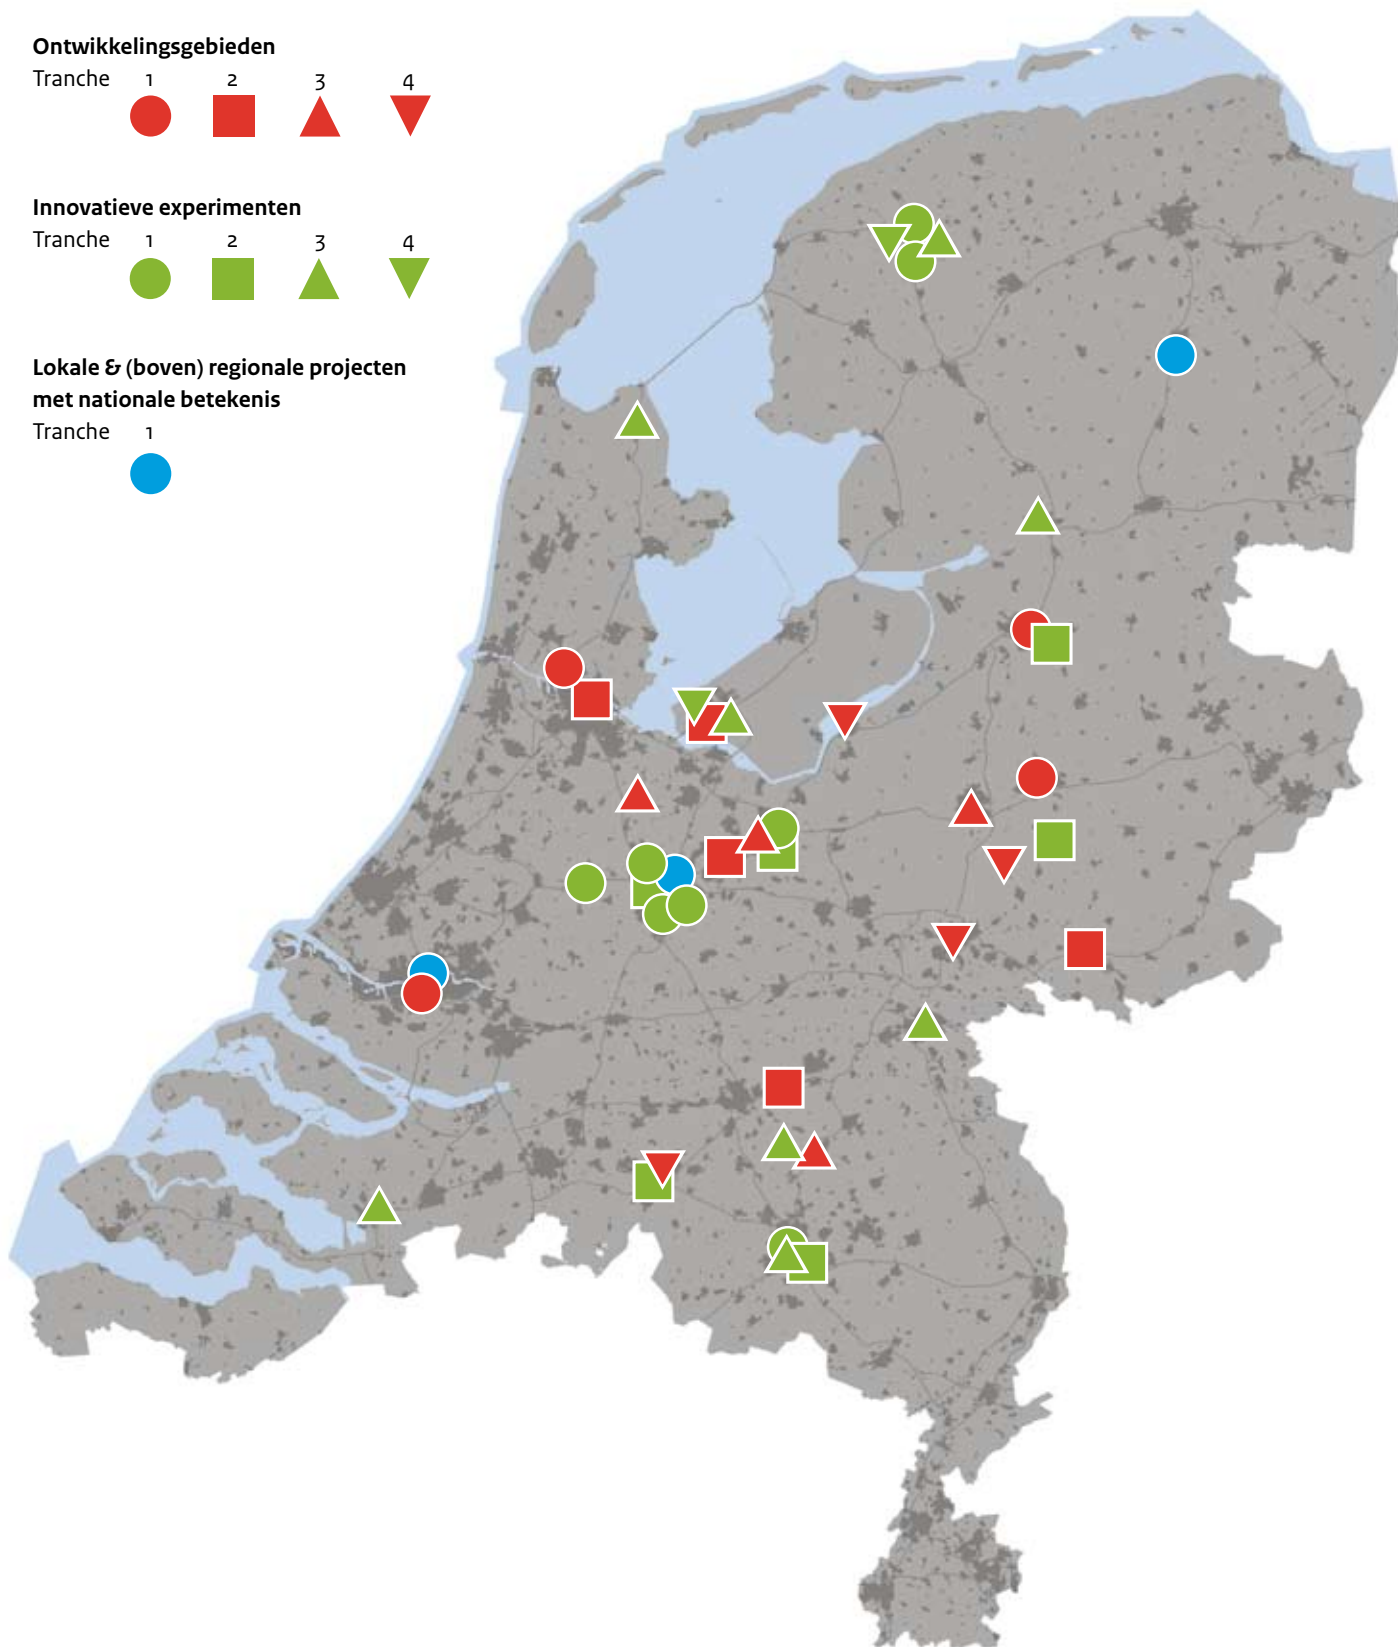 Ontwikkelingsgebieden
Tranche 1 2 3 4
Innovatieve experimenten
Tranche 1 2 3 4
Lokale & (boven) regionale projecten
met nationale betekenis
Tranche 1